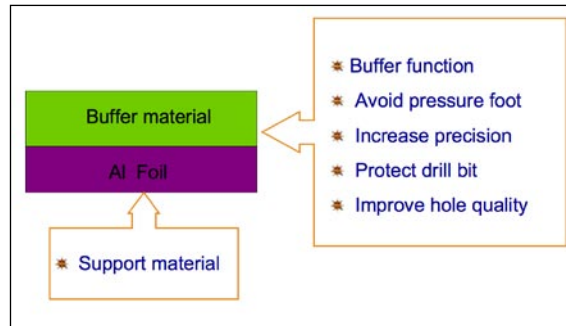 Buffer material
Al Foil
Buffer function
Avoid pressure foot
Increase precision
Protect drill bit
Improve hole quality
Support material